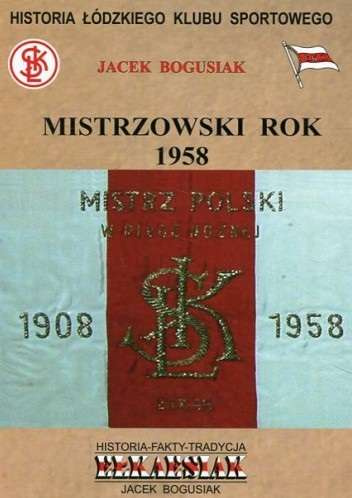 HISTORIA ŁÓDZKIEGO KLUBU SPORTOWEGO
ŁKS
JACEK BOGUSIAK
MISTRZOWSKI ROK
1958
MISTRZ POLSKI
W PIŁCE NOŻNEJ
1908
ŁKS
1958
HISTORIA-FAKTY-TRADYCJA
EŁKAESIAK
JACEK BOGUSIAK